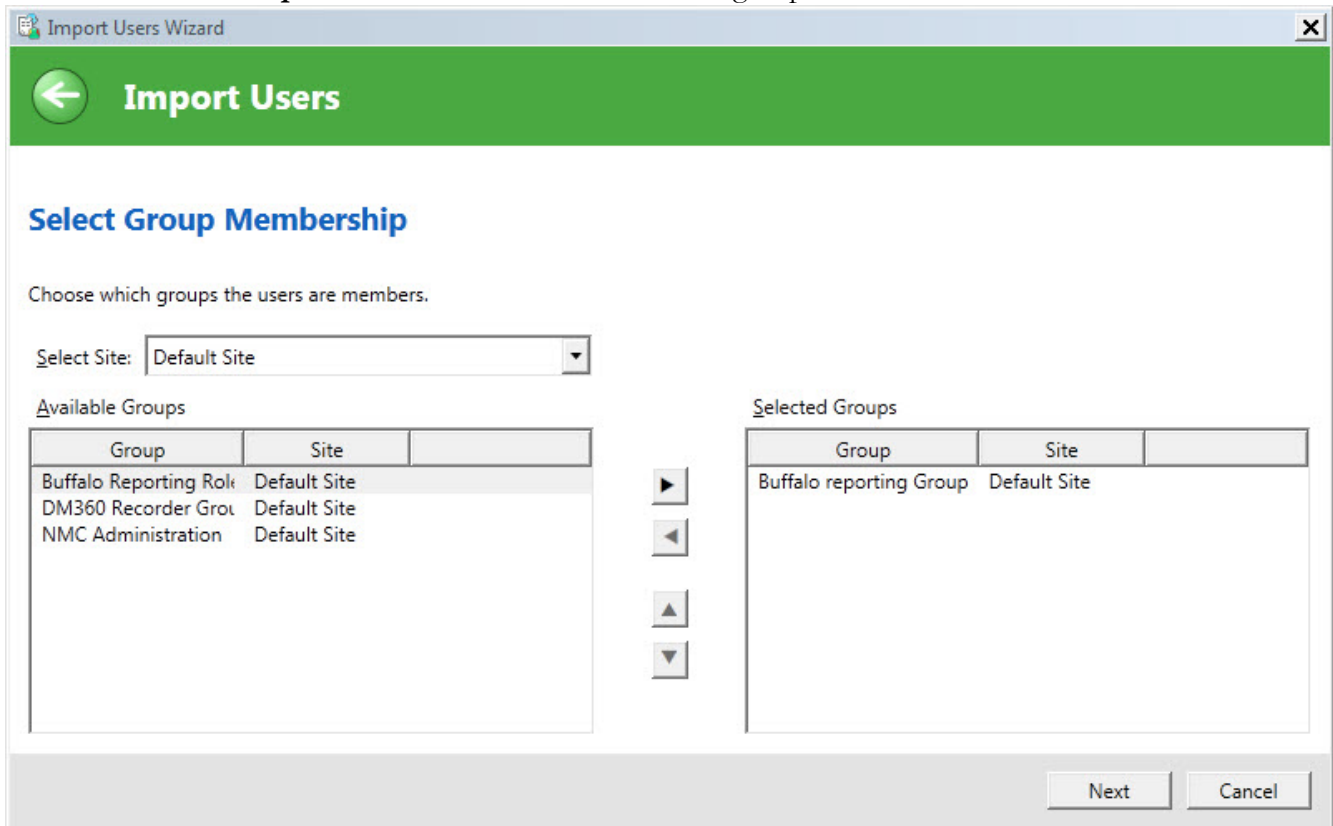 Import Users Wizard
Import Users
Select Group Membership
Choose which groups the users are members.
Select Site: Default Site
Available Groups Selected Groups
Group Site Group Site
Buffalo Reporting Role Default Site Buffalo reporting Group Default Site
DM360 Recorder Grou Default Site
NMC Administration Default Site
Next Cancel